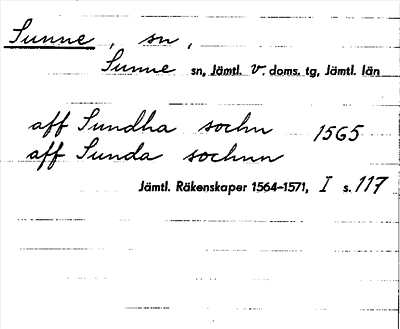 Sunne, sn,
Sunne sn, Jämtl. v. doms. tg, Jämtl. län
aff Sundha sochn 1565
aff Sunda sochnn
Jämtl. Räkenskaper 1564-1571, I s. 117